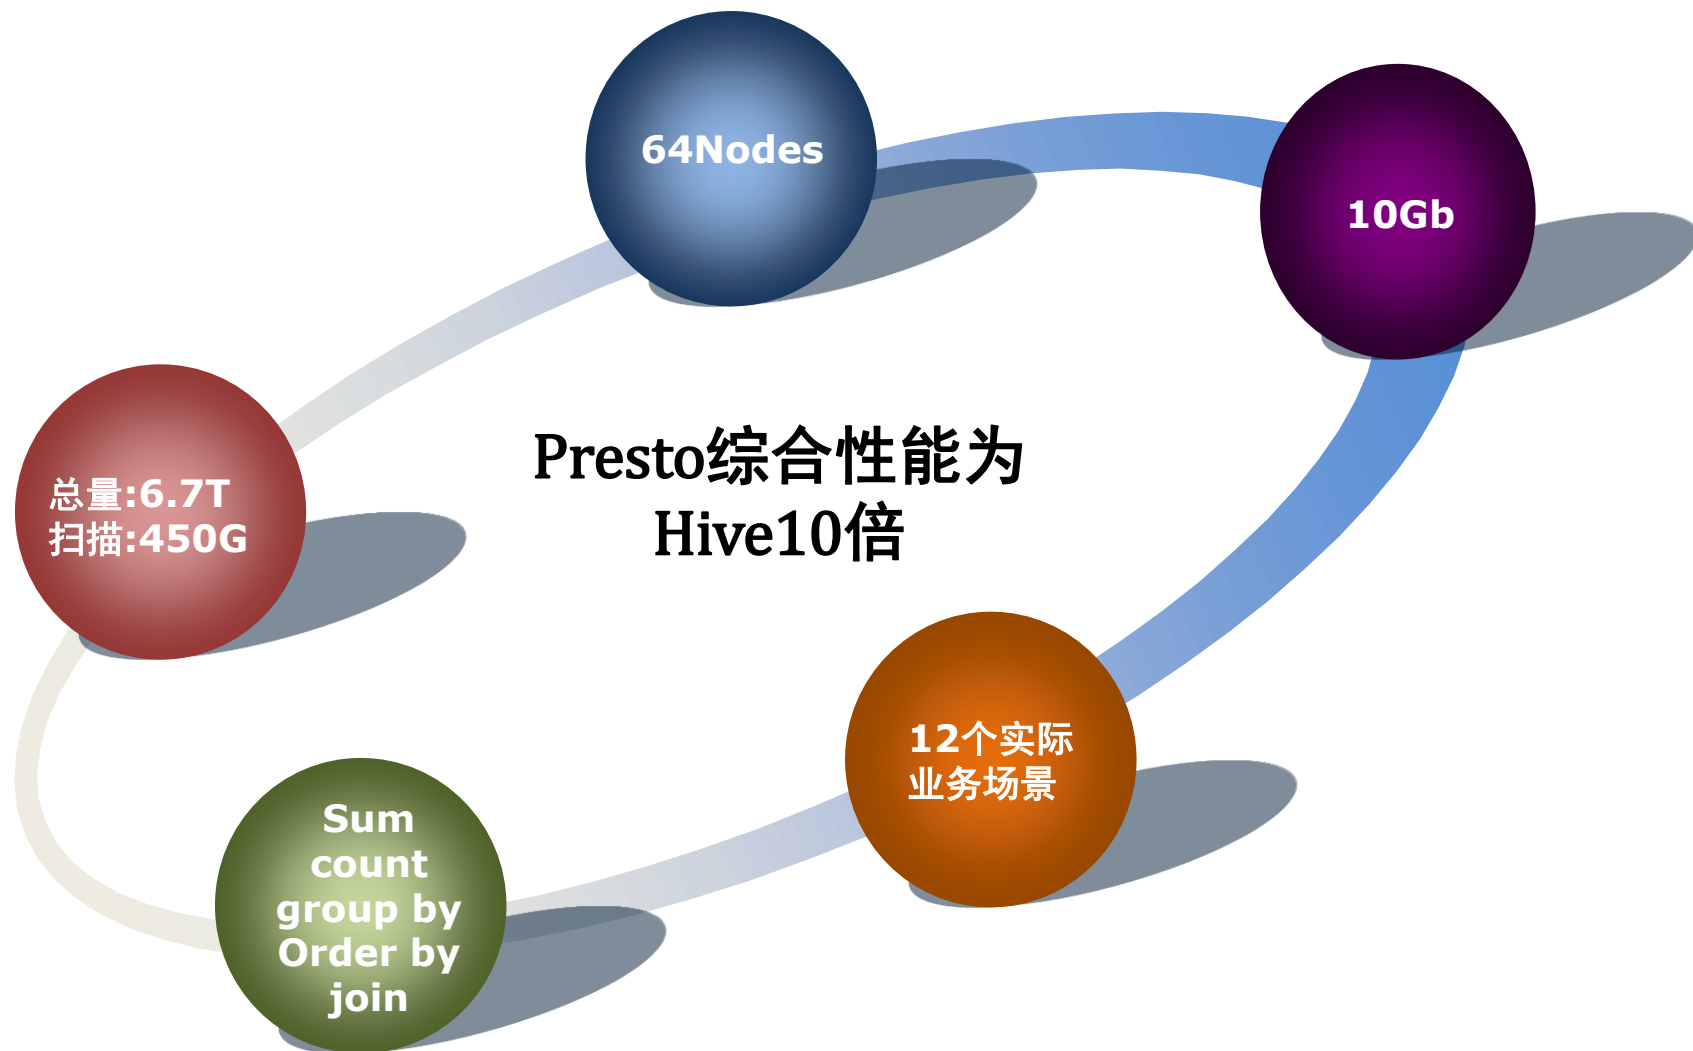 64Nodes
10Gb
Presto综合性能为
Hive10倍
总量:6.7T
扫描:450G
12个实际
业务场景
Sum
count
group by
Order by
join